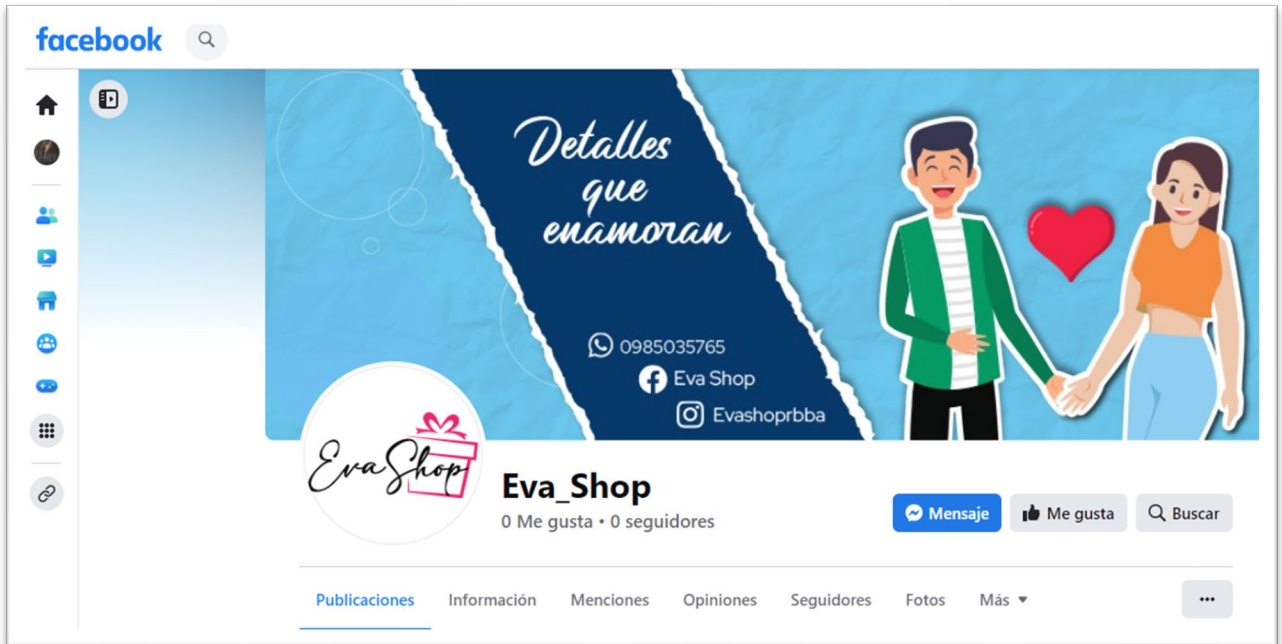 facebook
Detalles
que
enamoran
0985035765
Eva Shop
Evashoprbba
Eva Shop
Eva_Shop
0 Me gusta • 0 seguidores
Mensaje
Me gusta
Buscar
Publicaciones Información Menciones Opiniones Seguidores Fotos Más